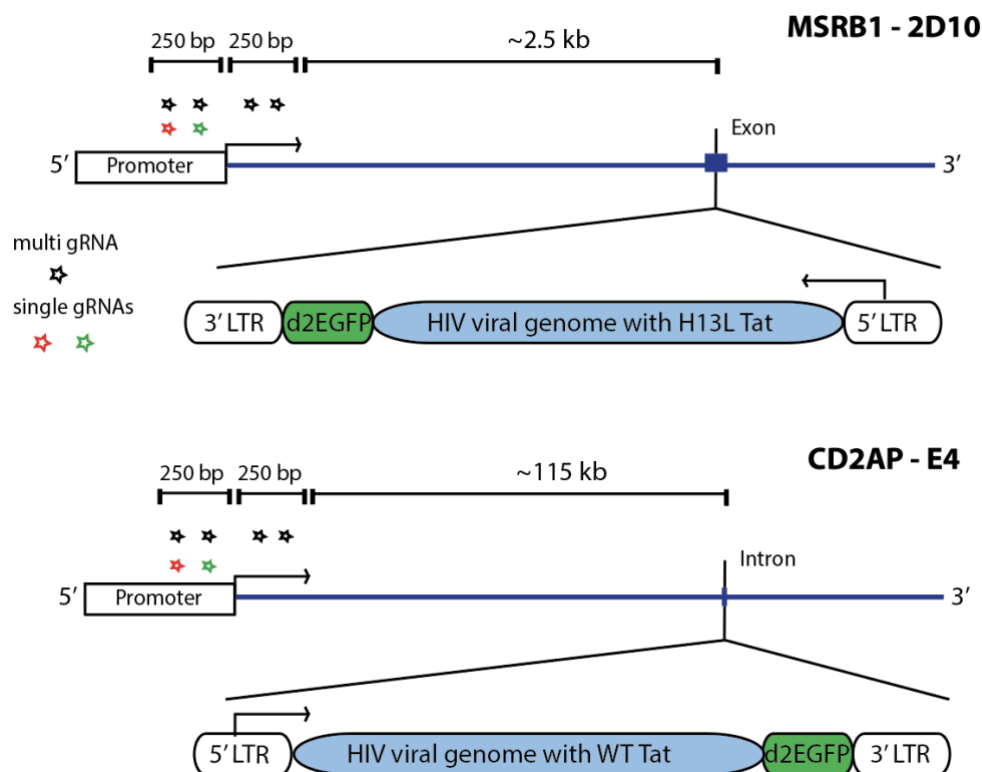 MSRB1 - 2D10
250 bp 250 bp ~2.5 kb
Exon
5′ Promoter 3′
multi gRNA
single gRNAs
3′ LTR d2EGFP HIV viral genome with H13L Tat 5′ LTR
CD2AP - E4
250 bp 250 bp ~115 kb
Intron
5′ Promoter 3′
5′ LTR HIV viral genome with WT Tat d2EGFP 3′ LTR